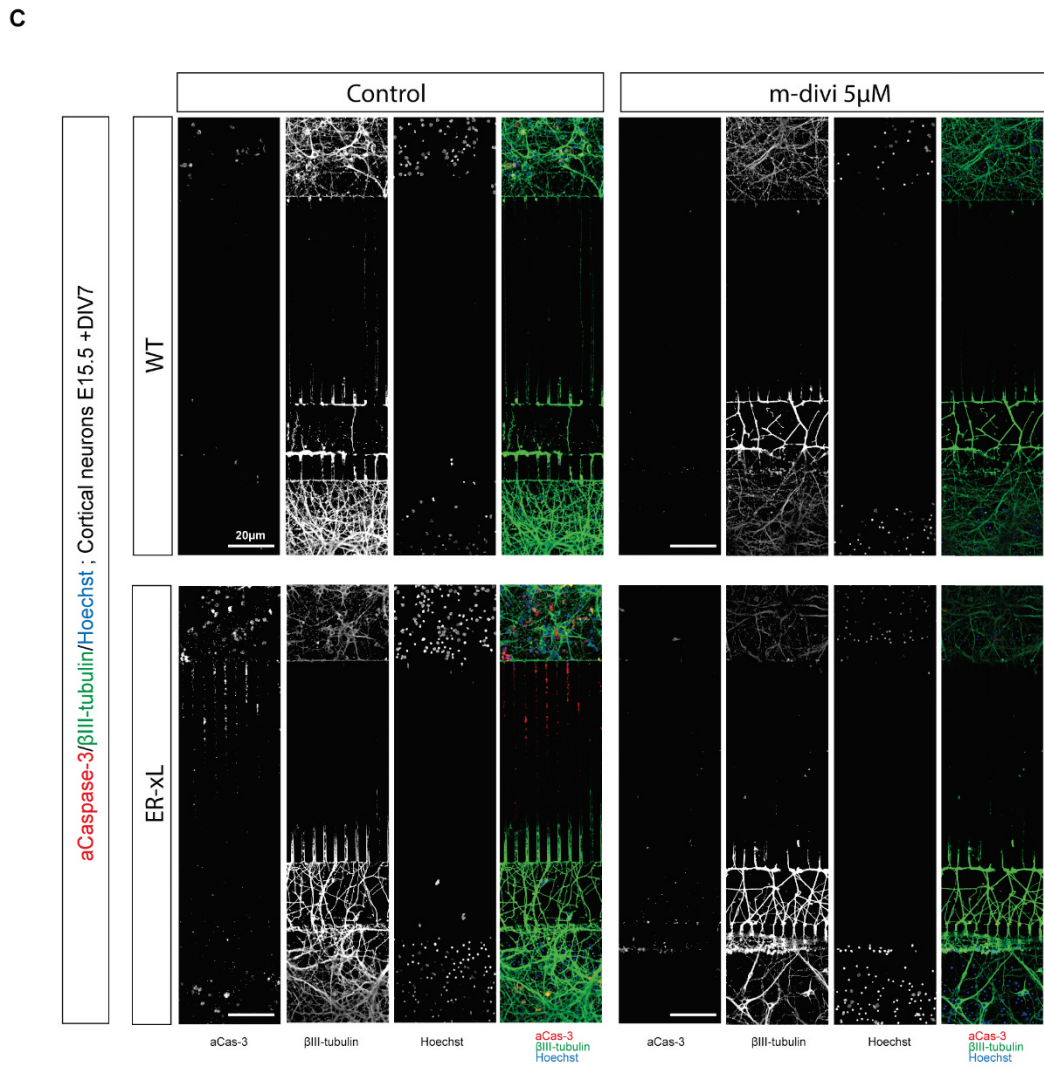 C
Control
m-divi 5μM
aCaspase-3/βIII-tubulin/Hoechst ; Cortical neurons E15.5 +DIV7
WT
20μm
ER-xL
aCas-3
βIII-tubulin
Hoechst
aCas-3
βIII-tubulin
Hoechst
aCas-3
βIII-tubulin
Hoechst
aCas-3
βIII-tubulin
Hoechst